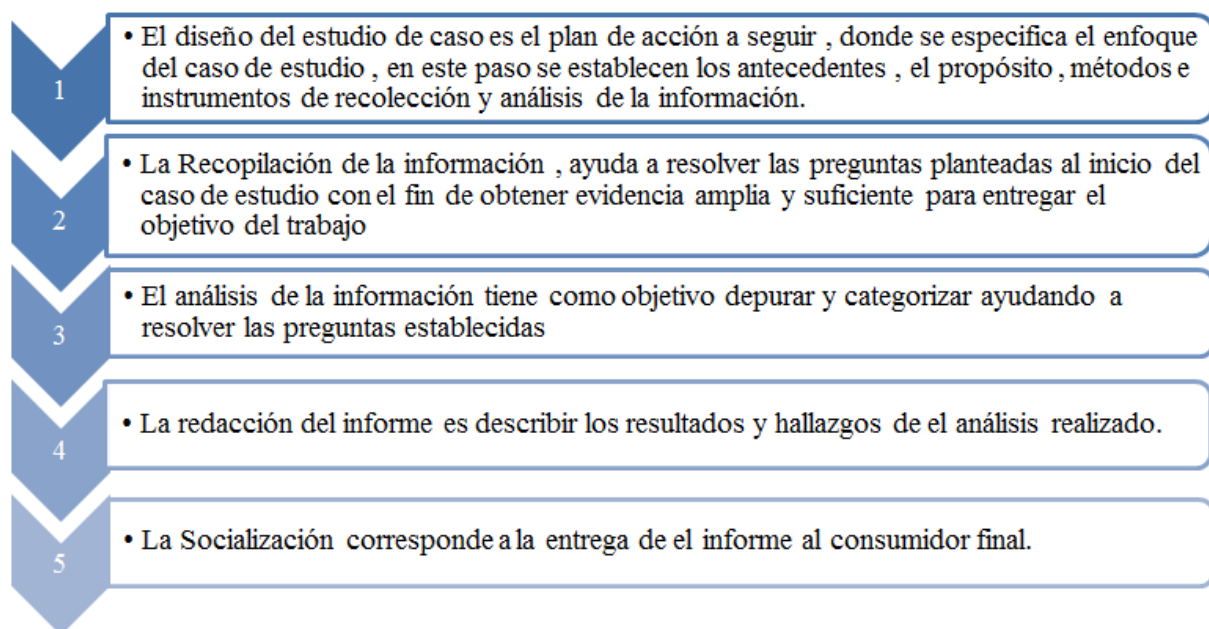 1
• El diseño del estudio de caso es el plan de acción a seguir , donde se especifica el enfoque
del caso de estudio , en este paso se establecen los antecedentes , el propósito , métodos e
instrumentos de recolección y análisis de la información.
2
• La Recopilación de la información , ayuda a resolver las preguntas planteadas al inicio del
caso de estudio con el fin de obtener evidencia amplia y suficiente para entregar el
objetivo del trabajo
3
• El análisis de la información tiene como objetivo depurar y categorizar ayudando a
resolver las preguntas establecidas
4
• La redacción del informe es describir los resultados y hallazgos de el análisis realizado.
5
• La Socialización corresponde a la entrega de el informe al consumidor final.